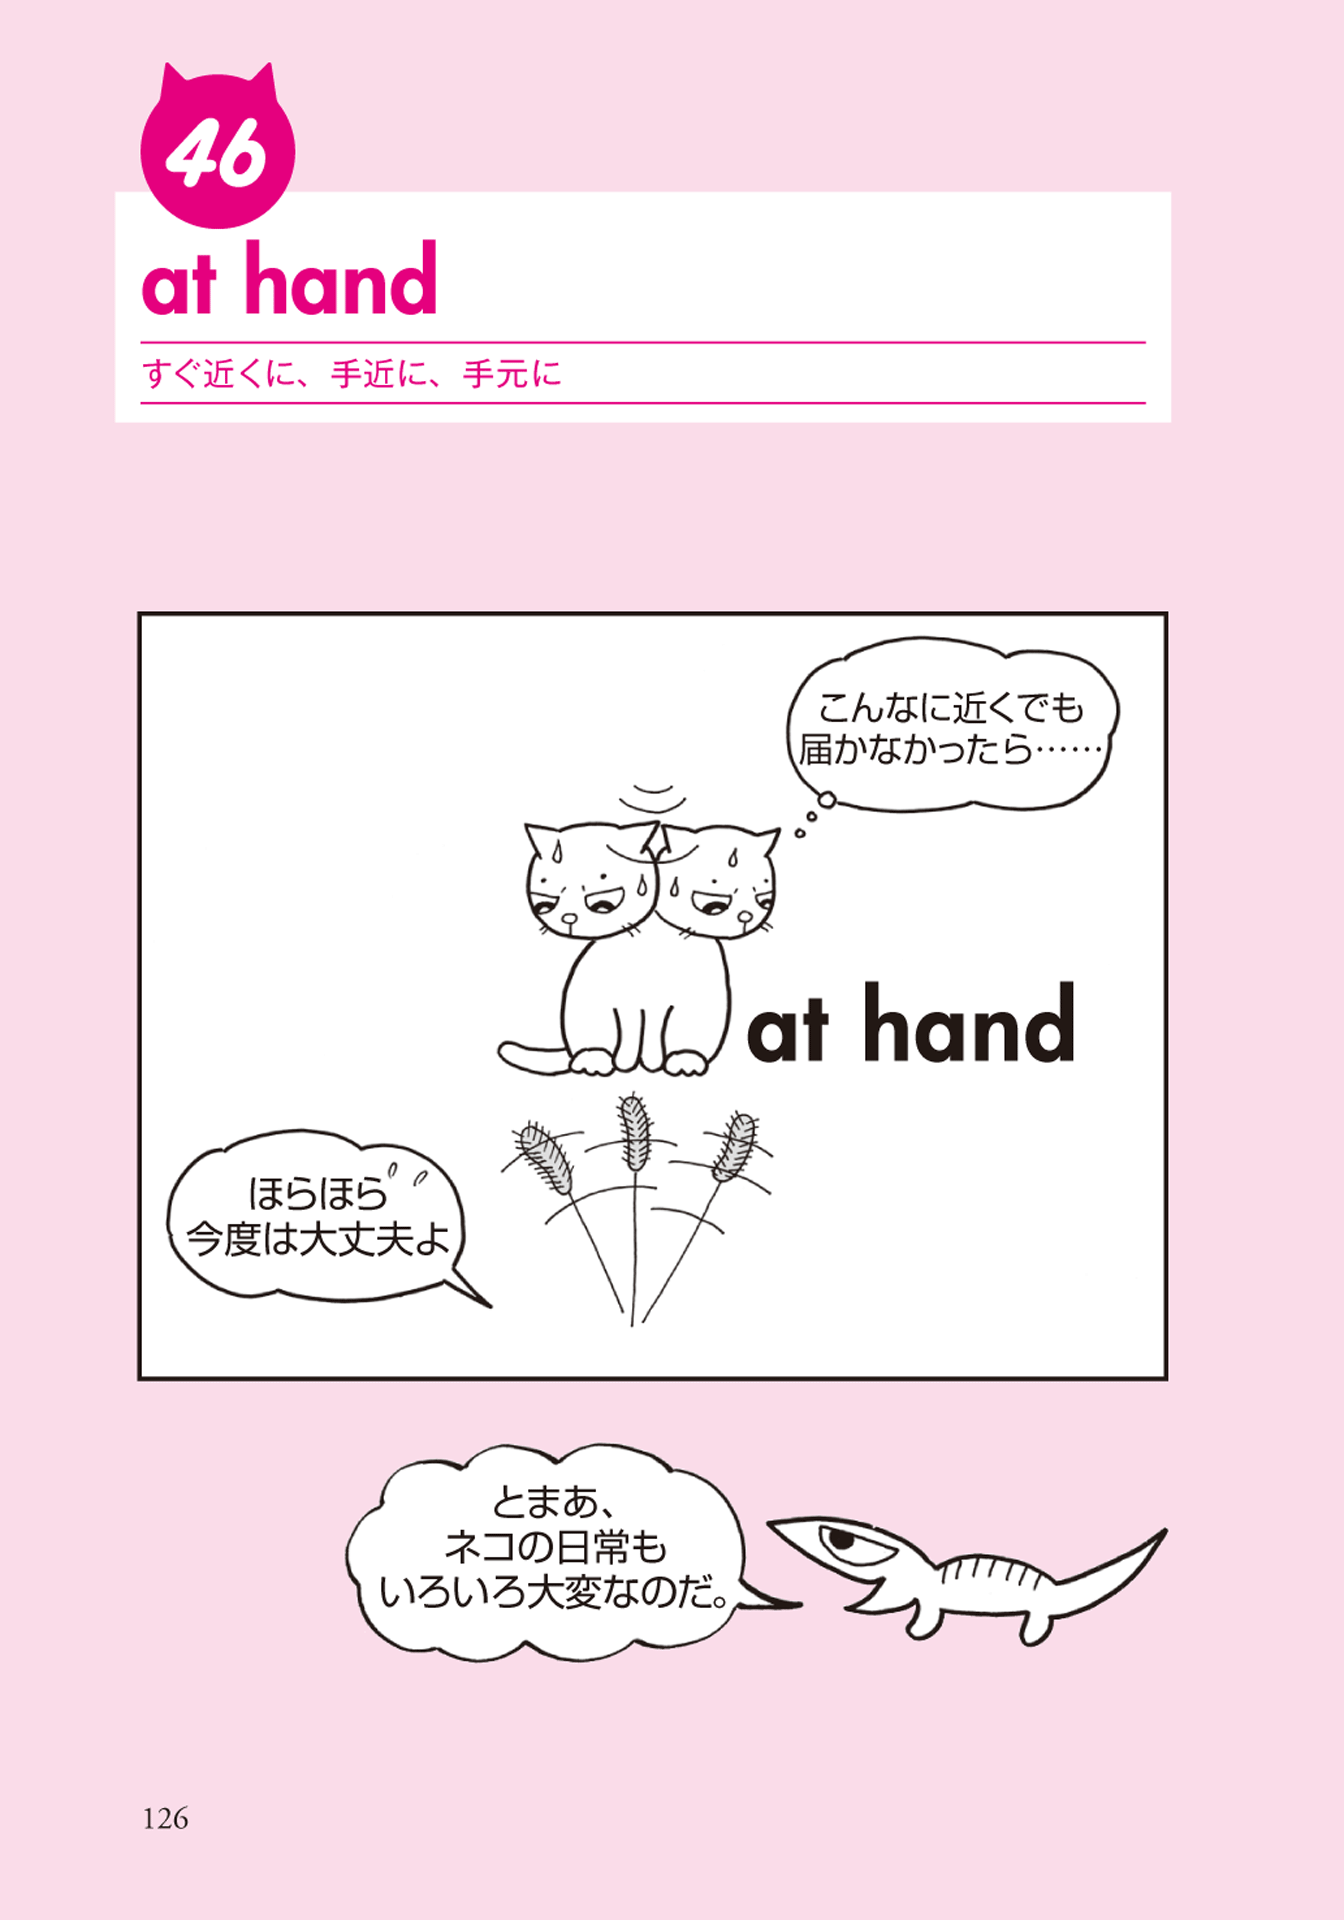 46
at hand
すぐ近くに、手近に、手元に
こんなに近くでも
届かなかったら……
at hand
ほらほら
今度は大丈夫よ
とまあ、
ネコの日常も
いろいろ大変なのだ。
126